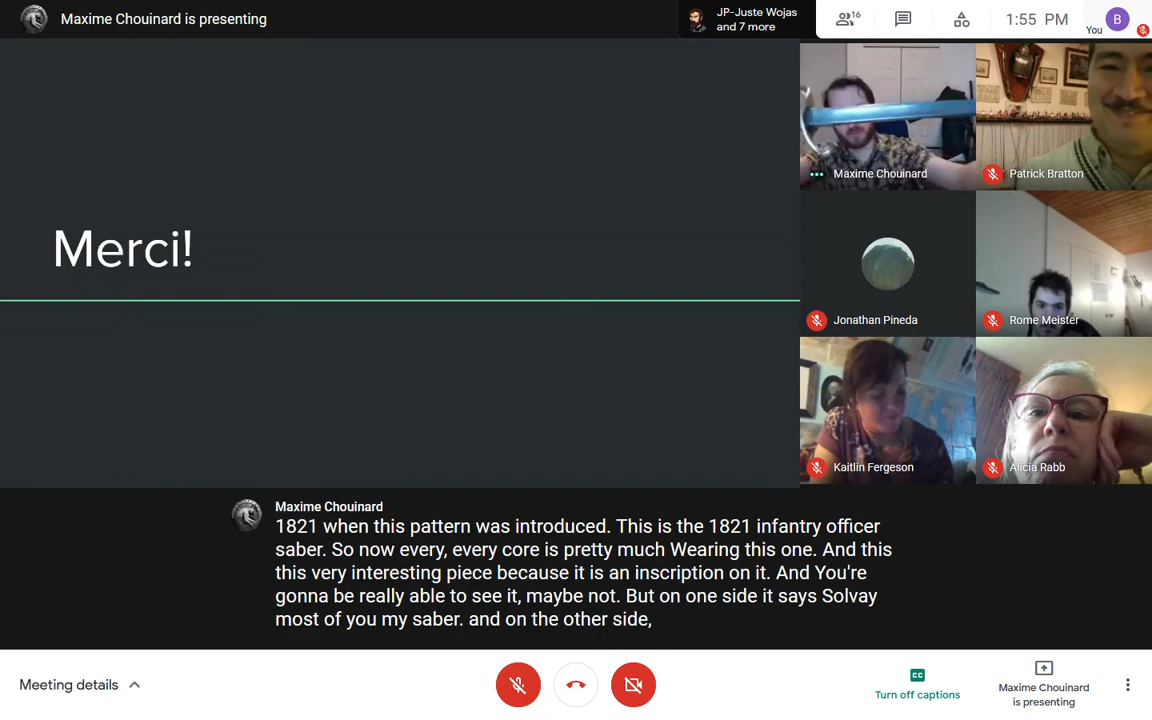 Maxime Chouinard is presenting
JP-Juste Wojas
and 7 more
16
1:55 PM
You
B
Merci!
Maxime Chouinard
Patrick Bratton
Jonathan Pineda
Rome Meister
Kaitlin Fergeson
Alicia Rabb
Maxime Chouinard
1821 when this pattern was introduced. This is the 1821 infantry officer
saber. So now every, every core is pretty much Wearing this one. And this
this very interesting piece because it is an inscription on it. And You're
gonna be really able to see it, maybe not. But on one side it says Solvay
most of you my saber. and on the other side,
Meeting details
CC
Turn off captions
Maxime Chouinard
is presenting